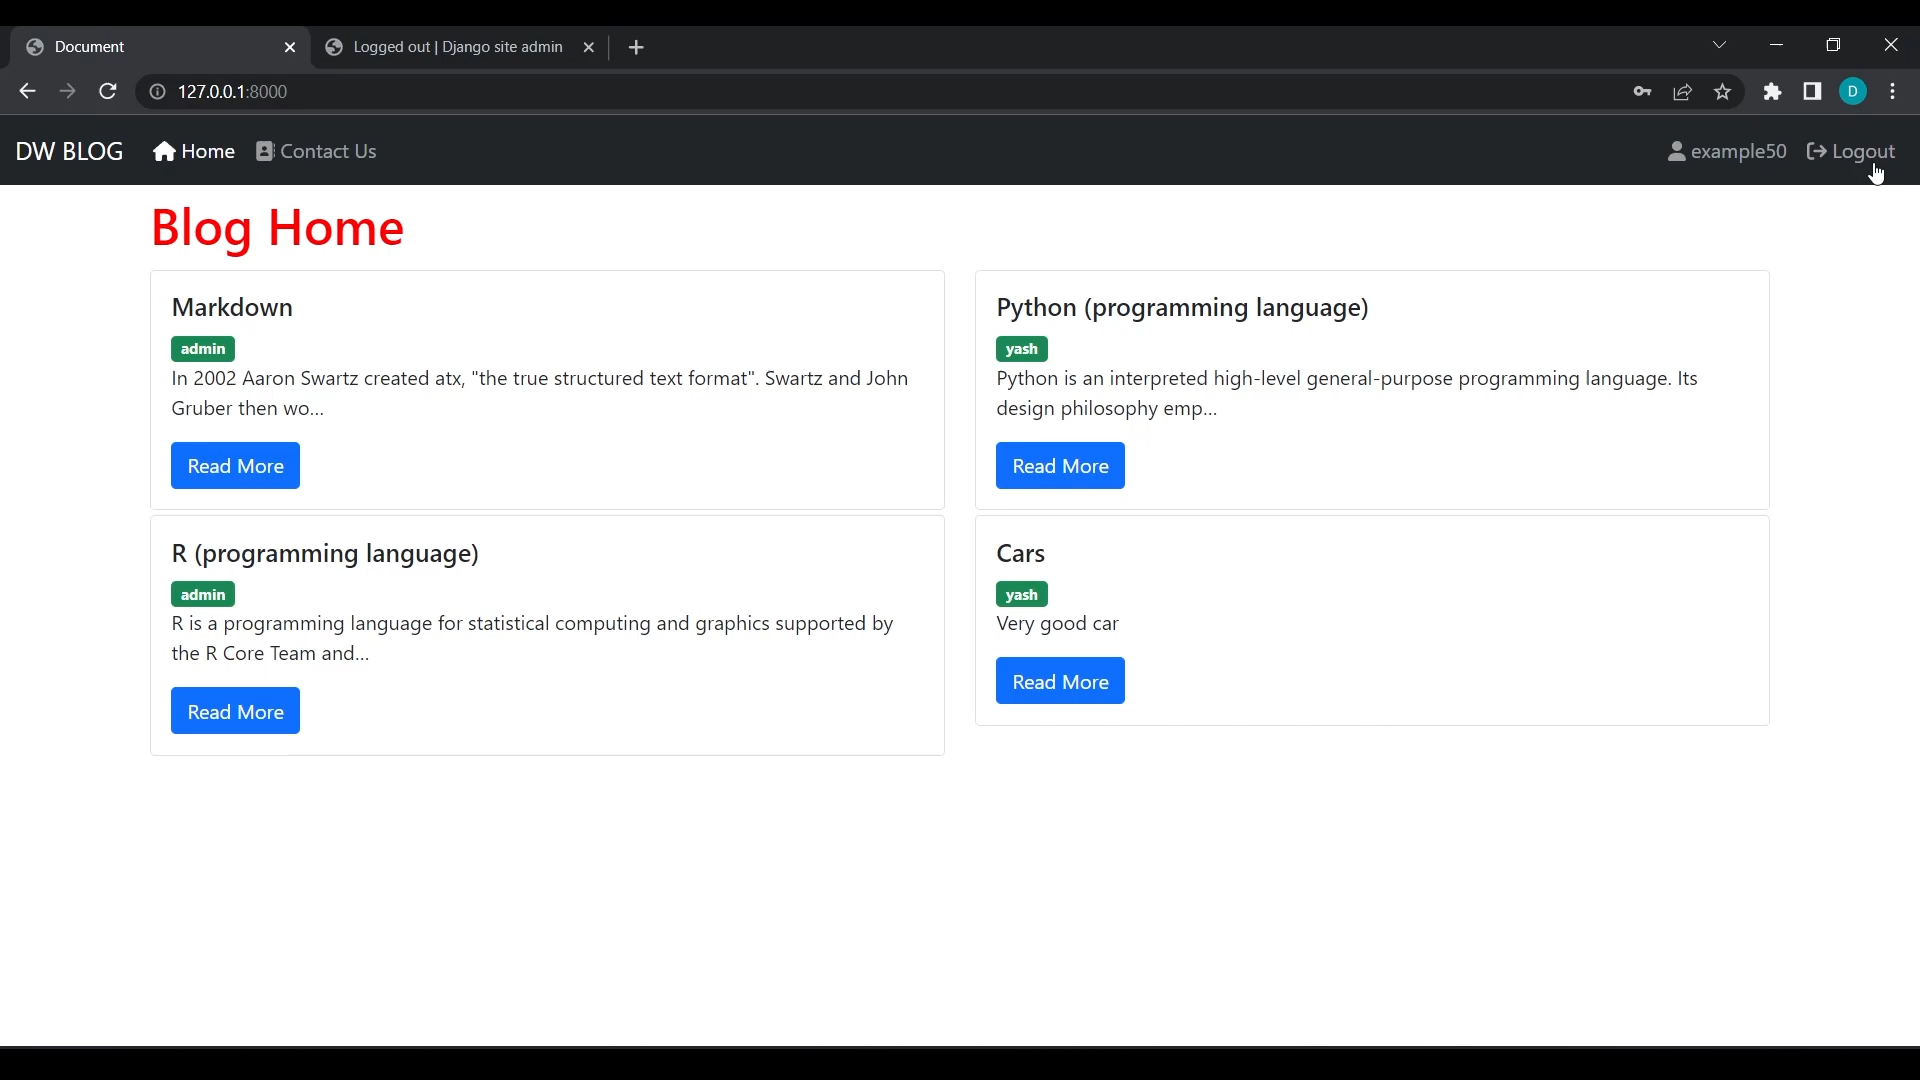 Document
Logged out | Django site admin
127.0.0.1:8000
D
DW BLOG Home Contact Us example50 Logout
Blog Home
Markdown
admin
In 2002 Aaron Swartz created atx, "the true structured text format". Swartz and John
Gruber then wo...
Read More
Python (programming language)
yash
Python is an interpreted high-level general-purpose programming language. Its
design philosophy emp...
Read More
R (programming language)
admin
R is a programming language for statistical computing and graphics supported by
the R Core Team and...
Read More
Cars
yash
Very good car
Read More